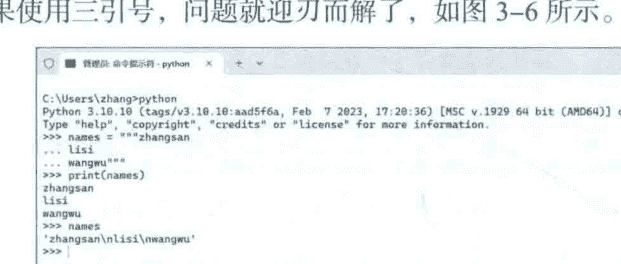 果使用三引号，问题就迎刃而解了，如图 3-6 所示。
管理员: 命令提示符 - python
C:\Users\zhang>python
Python 3.10.10 (tags/v3.10.10:aad5f6a, Feb  7 2023, 17:20:36) [MSC v.1929 64 bit (AMD64)] o
Type "help", "copyright", "credits" or "license" for more information.
>>> names = """zhangsan
... lisi
... wangwu"""
>>> print(names)
zhangsan
lisi
wangwu
>>> names
'zhangsan\nlisi\nwangwu'
>>>